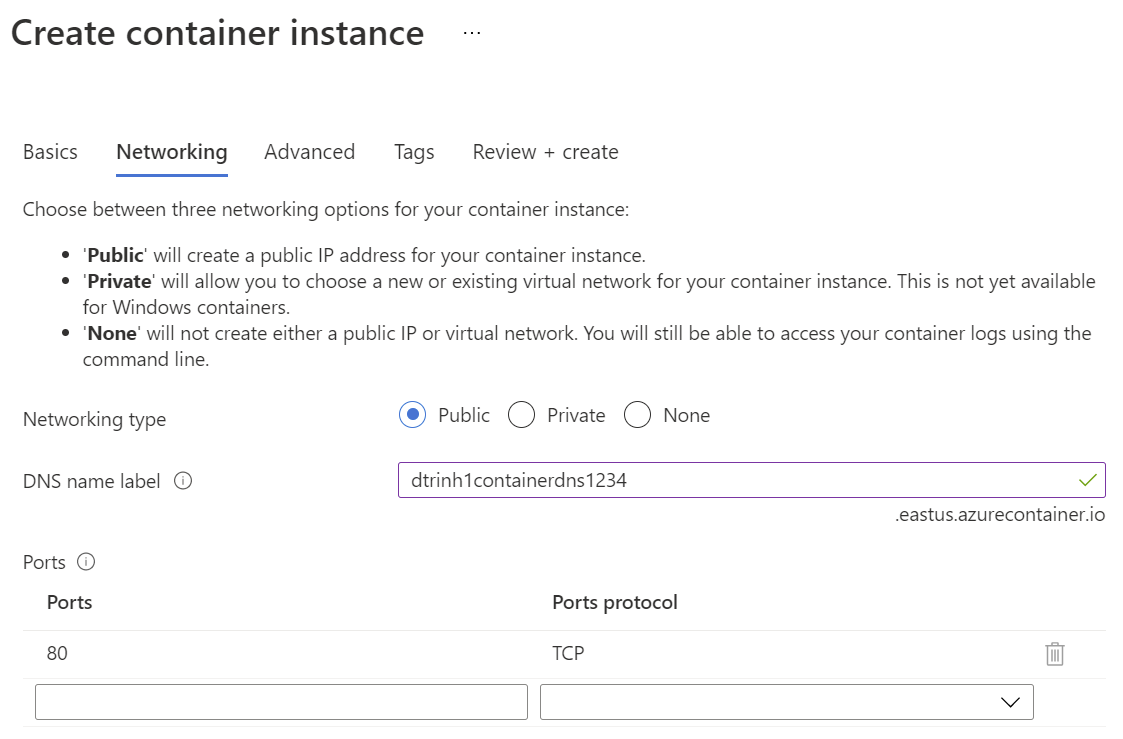 Create container instance ...
Basics Networking Advanced Tags Review + create
Choose between three networking options for your container instance:
• 'Public' will create a public IP address for your container instance.
• 'Private' will allow you to choose a new or existing virtual network for your container instance. This is not yet available
for Windows containers.
• 'None' will not create either a public IP or virtual network. You will still be able to access your container logs using the
command line.
Networking type Public Private None
DNS name label dtrinh1containerdns1234
.eastus.azurecontainer.io
Ports
Ports Ports protocol
80 TCP